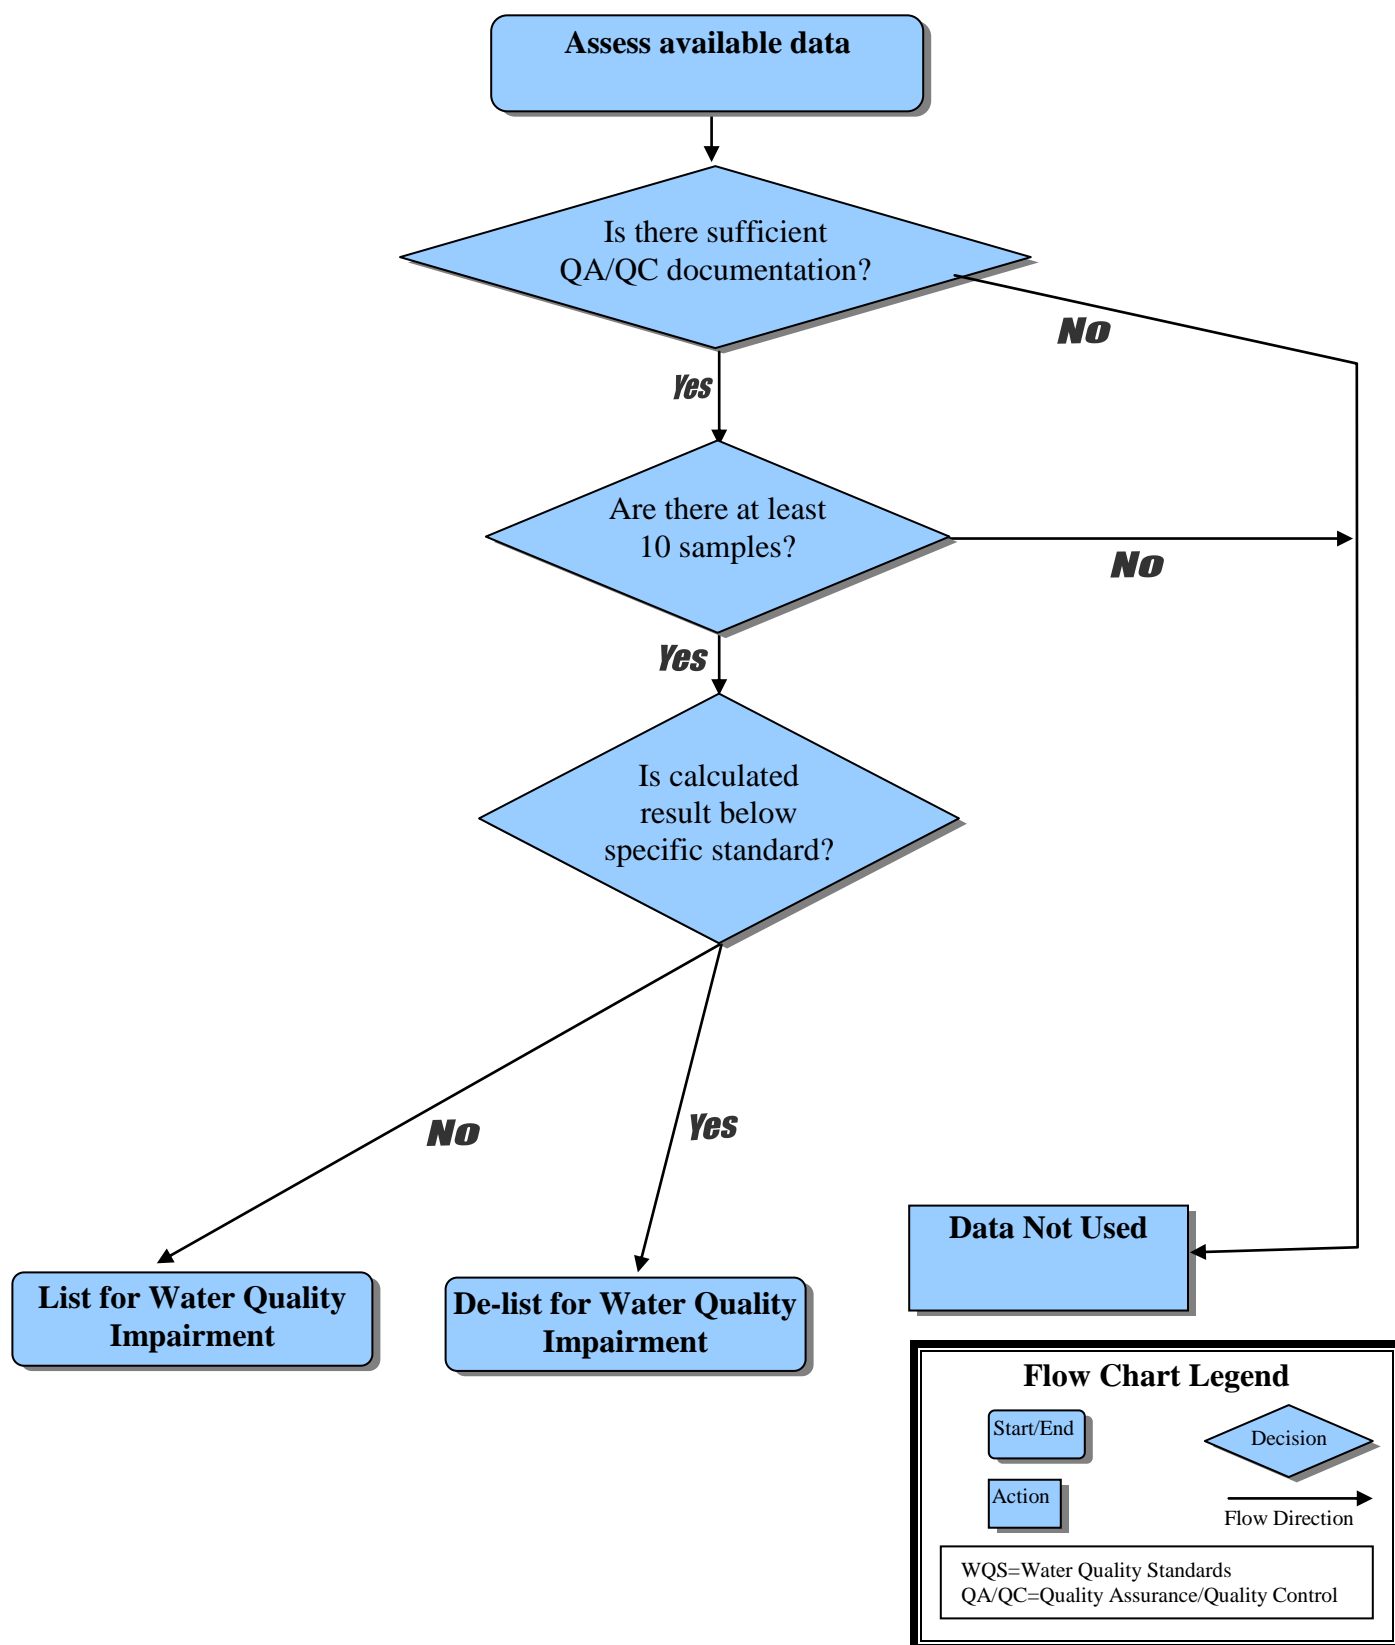 Assess available data
Is there sufficient
QA/QC documentation?
No
Yes
Are there at least
10 samples?
No
Yes
Is calculated
result below
specific standard?
No
Yes
Data Not Used
List for Water Quality
Impairment
De-list for Water Quality
Impairment
Flow Chart Legend
Start/End
Decision
Action
Flow Direction
WQS=Water Quality Standards
QA/QC=Quality Assurance/Quality Control